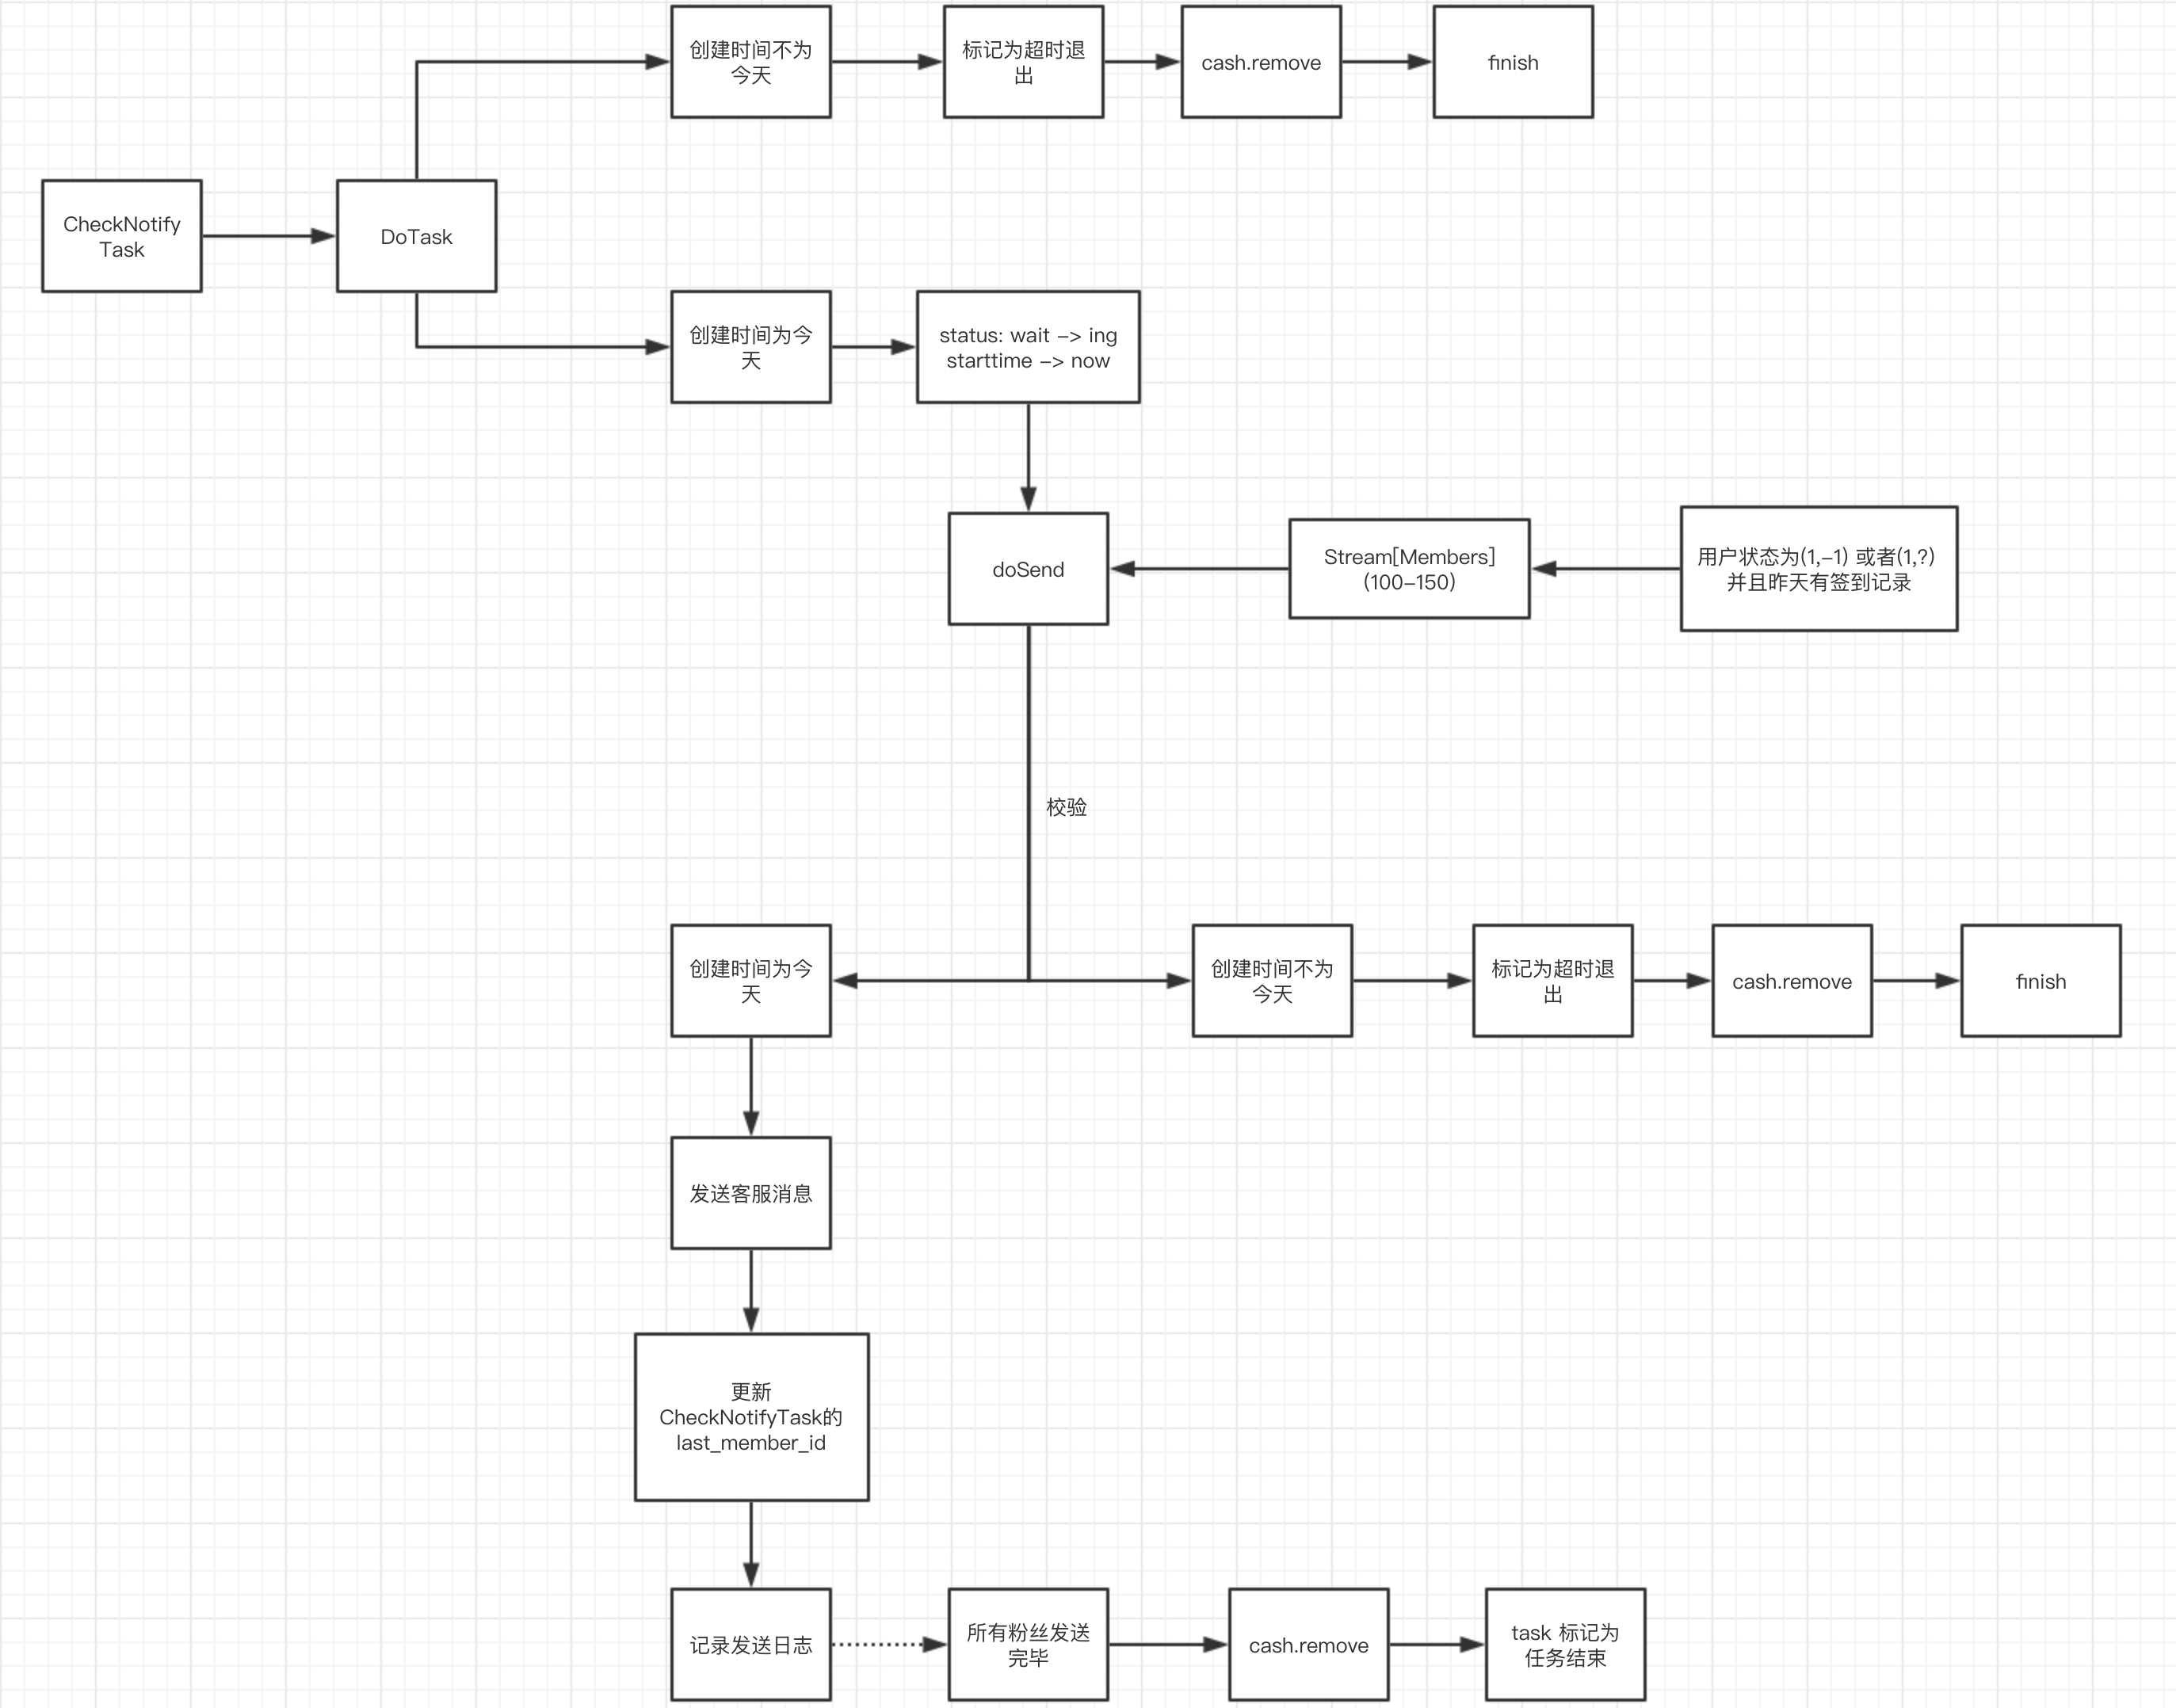 创建时间不为
今天
标记为超时退
出
cash.remove
finish
CheckNotify
Task
DoTask
创建时间为今
天
status: wait -> ing
starttime -> now
doSend
Stream[Members]
(100-150)
用户状态为(1,-1) 或者(1,?)
并且昨天有签到记录
校验
创建时间为今
天
创建时间不为
今天
标记为超时退
出
cash.remove
finish
发送客服消息
更新
CheckNotifyTask的
last_member_id
记录发送日志
所有粉丝发送
完毕
cash.remove
task 标记为
任务结束